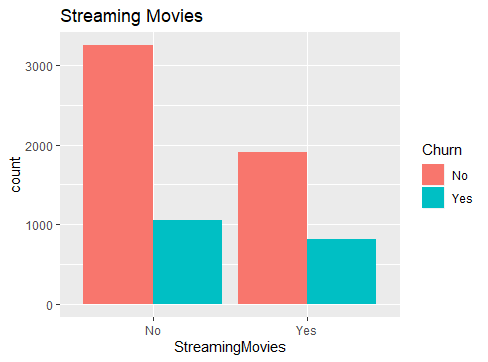 Streaming Movies
3000
2000
1000
0
count
No
Yes
StreamingMovies
Churn
No
Yes